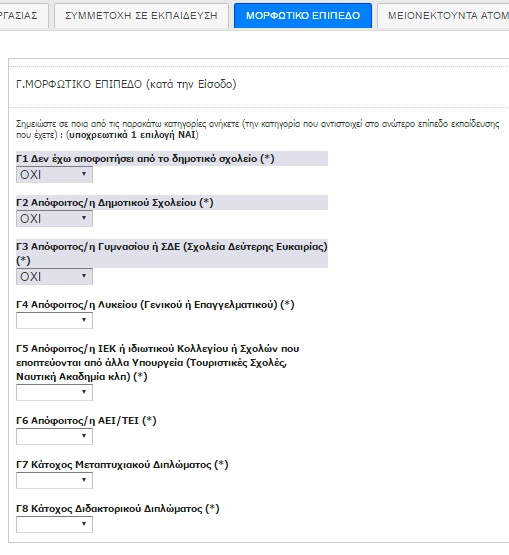 ΡΓΑΣΙΑΣ ΣΥΜΜΕΤΟΧΗ ΣΕ ΕΚΠΑΙΔΕΥΣΗ ΜΟΡΦΩΤΙΚΟ ΕΠΙΠΕΔΟ ΜΕΙΟΝΕΚΤΟΥΝΤΑ ΑΤΟΜ
Γ.ΜΟΡΦΩΤΙΚΟ ΕΠΙΠΕΔΟ (κατά την Είσοδο)
Σημειώστε σε ποια από τις παρακάτω κατηγορίες ανήκετε (την κατηγορία που αντιστοιχεί στο ανώτερο επίπεδο εκπαίδευσης
που έχετε) : (υποχρεωτικά 1 επιλογή ΝΑΙ)
Γ1 Δεν έχω αποφοιτήσει από το δημοτικό σχολείο (*)
ΟΧΙ
Γ2 Απόφοιτος/η Δημοτικού Σχολείου (*)
ΟΧΙ
Γ3 Απόφοιτος/η Γυμνασίου ή ΣΔΕ (Σχολεία Δεύτερης Ευκαιρίας)
(*)
ΟΧΙ
Γ4 Απόφοιτος/η Λυκείου (Γενικού ή Επαγγελματικού) (*)
Γ5 Απόφοιτος/η ΙΕΚ ή ιδιωτικού Κολλεγίου ή Σχολών που
εποπτεύονται από άλλα Υπουργεία (Τουριστικές Σχολές,
Ναυτική Ακαδημία κλπ) (*)
Γ6 Απόφοιτος/η ΑΕΙ/ΤΕΙ (*)
Γ7 Κάτοχος Μεταπτυχιακού Διπλώματος (*)
Γ8 Κάτοχος Διδακτορικού Διπλώματος (*)